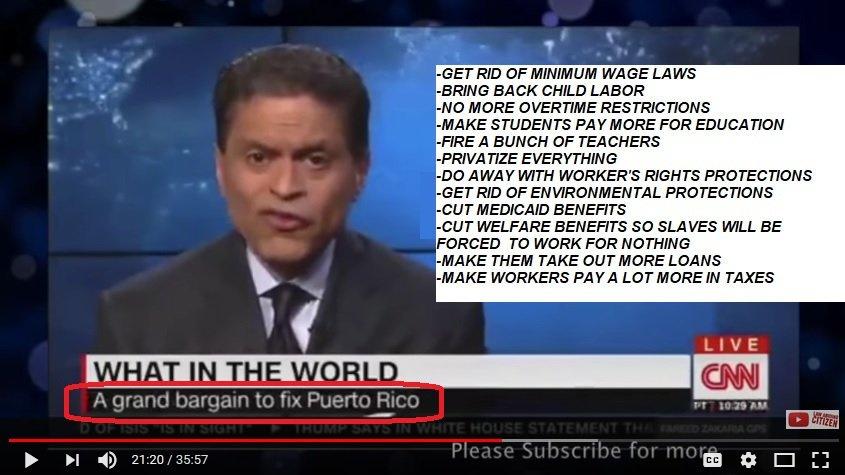 -GET RID OF MINIMUM WAGE LAWS
-BRING BACK CHILD LABOR
-NO MORE OVERTIME RESTRICTIONS
-MAKE STUDENTS PAY MORE FOR EDUCATION
-FIRE A BUNCH OF TEACHERS
-PRIVATIZE EVERYTHING
-DO AWAY WITH WORKER'S RIGHTS PROTECTIONS
-GET RID OF ENVIRONMENTAL PROTECTIONS
-CUT MEDICAID BENEFITS
-CUT WELFARE BENEFITS SO SLAVES WILL BE
FORCED TO WORK FOR NOTHING
-MAKE THEM TAKE OUT MORE LOANS
-MAKE WORKERS PAY A LOT MORE IN TAXES
LIVE
WHAT IN THE WORLD
CNN
A grand bargain to fix Puerto Rico
PT 10:29 AM
D OF ISIS "IS IN SIGHT" TRUMP SAYS IN WHITE HOUSE STATEMENT FAREED ZAKARIA GPS
CITIZEN
Please Subscribe for more
21:20 / 35:57
CC